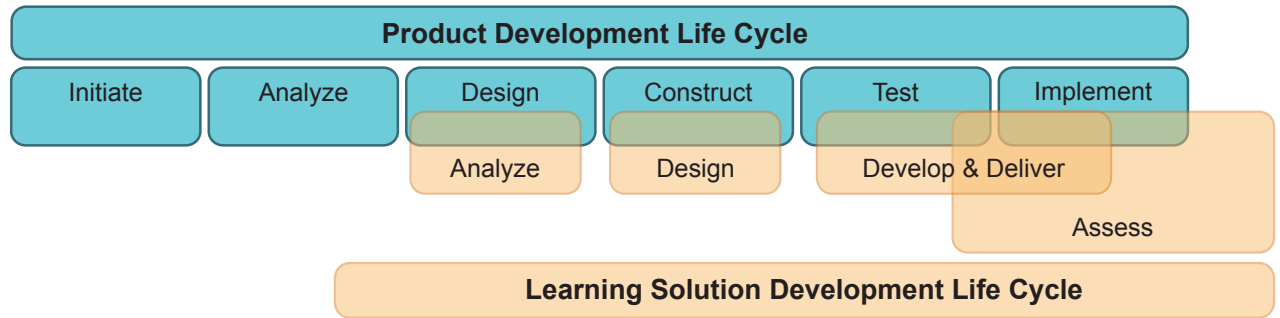 Product Development Life Cycle
Initiate Analyze Design Construct Test Implement
Analyze Design Develop & Deliver
Assess
Learning Solution Development Life Cycle